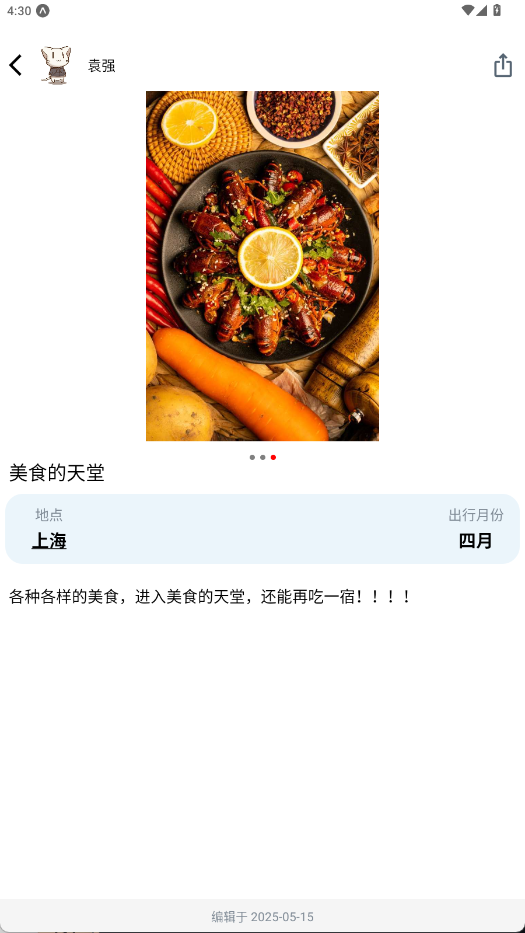 4:30
袁强
美食的天堂
地点
出行月份
上海
四月
各种各样的美食，进入美食的天堂，还能再吃一宿！！！！
编辑于 2025-05-15